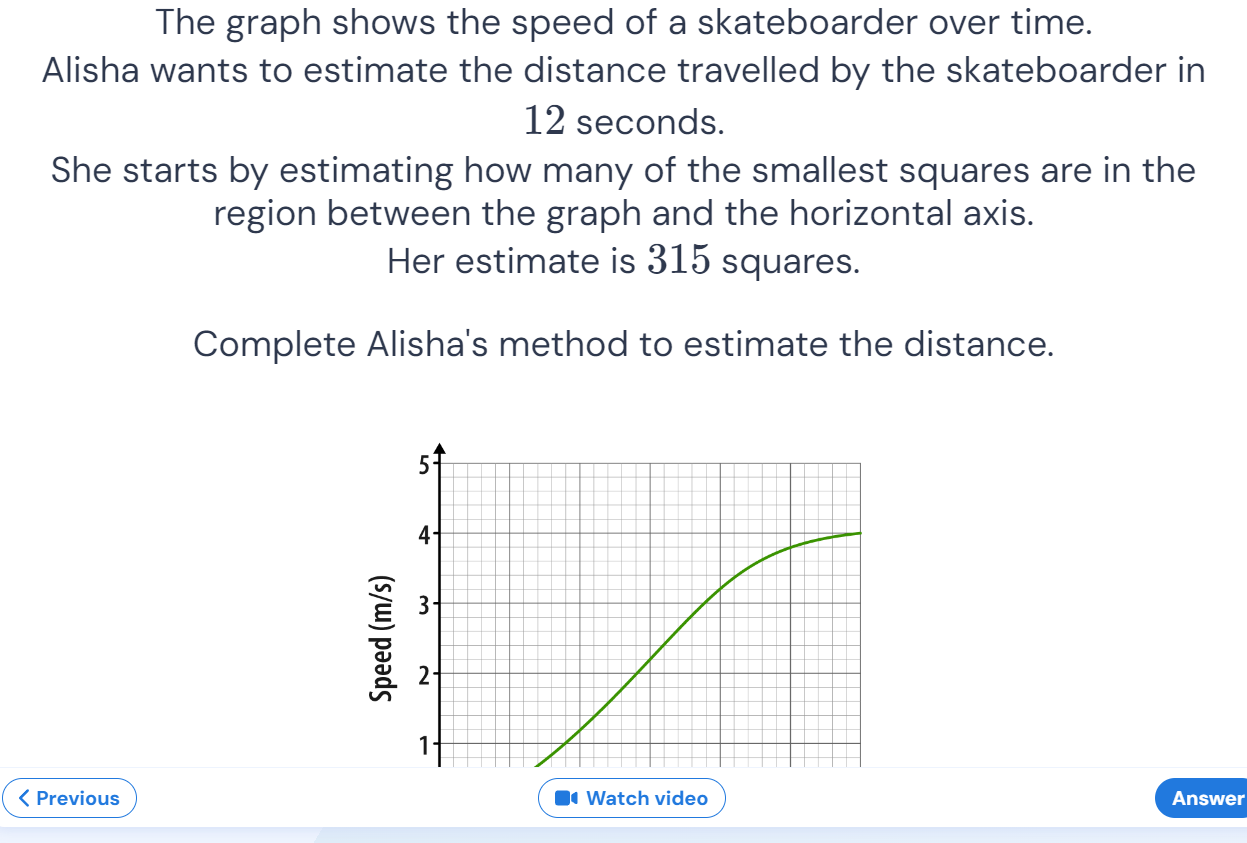 The graph shows the speed of a skateboarder over time.
Alisha wants to estimate the distance travelled by the skateboarder in
12 seconds.
She starts by estimating how many of the smallest squares are in the
region between the graph and the horizontal axis.
Her estimate is 315 squares.
Complete Alisha's method to estimate the distance.
5
4
3
2
1
Speed (m/s)
Previous
Watch video
Answer